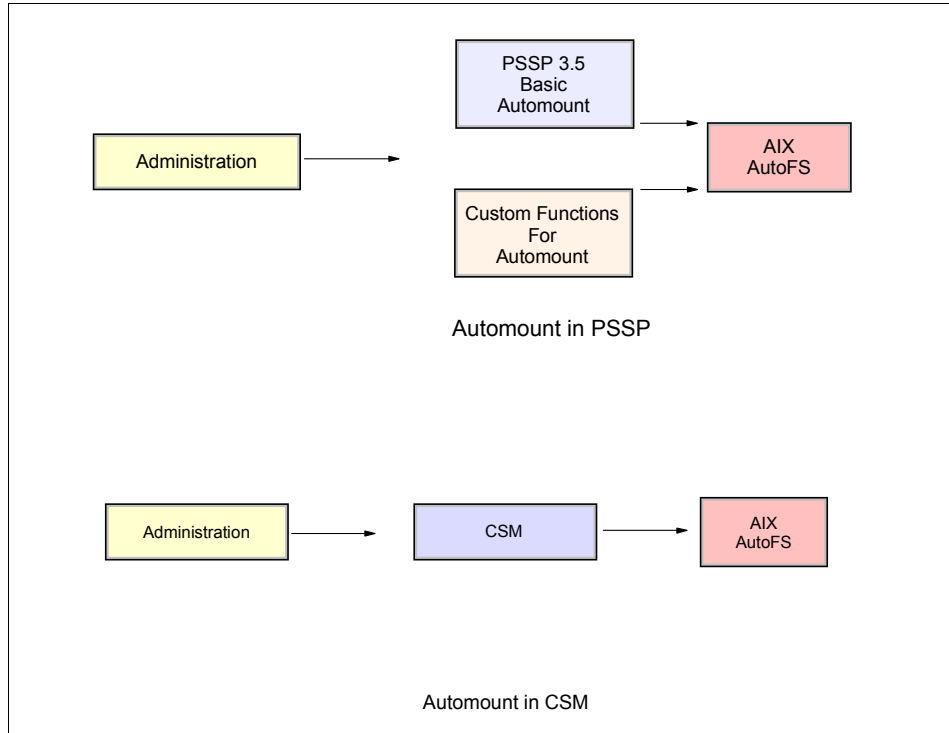 PSSP 3.5
Basic
Automount
Administration
AIX
AutoFS
Custom Functions
For
Automount
Automount in PSSP
Administration
CSM
AIX
AutoFS
Automount in CSM